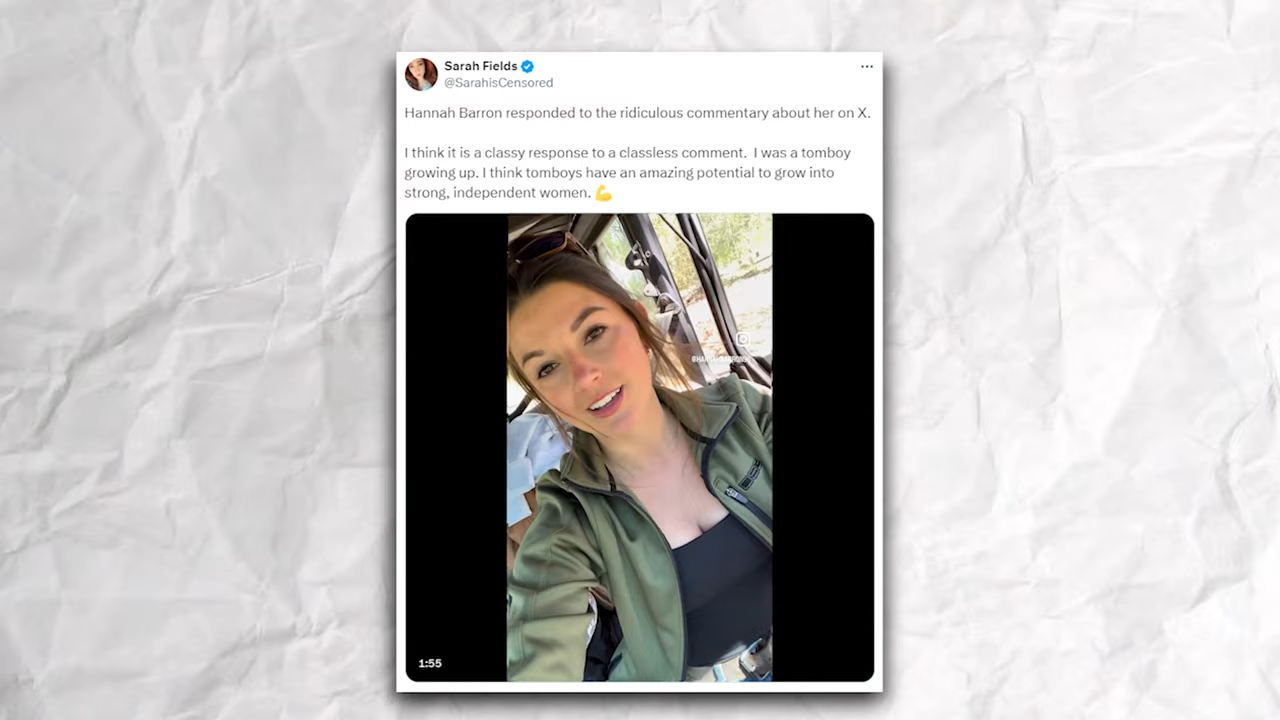 Sarah Fields
@SarahisCensored
Hannah Barron responded to the ridiculous commentary about her on X.
I think it is a classy response to a classless comment.  I was a tomboy
growing up. I think tomboys have an amazing potential to grow into
strong, independent women. 💪
1:55